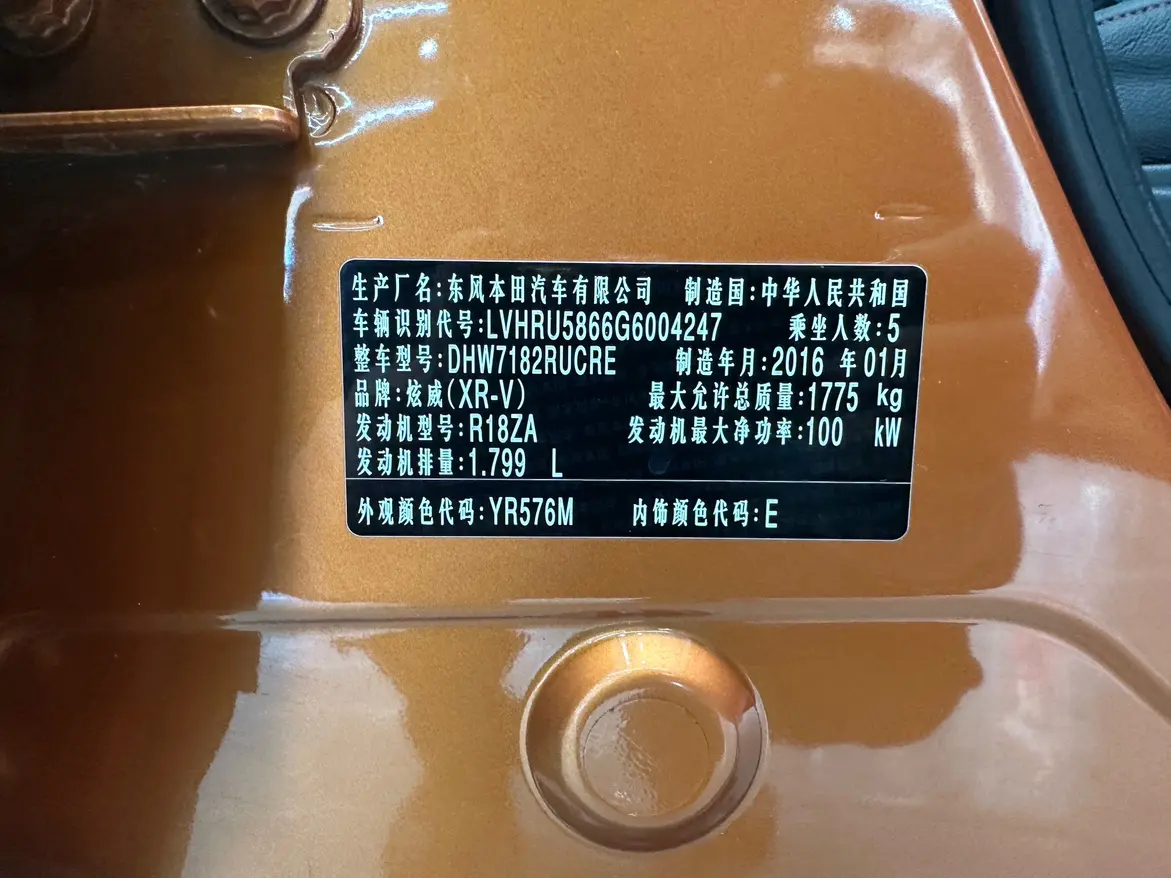 生产厂名:东风本田汽车有限公司 制造国:中华人民共和国
车辆识别代号:LVHRU5866G6004247 乘坐人数:5
整车型号:DHW7182RUCRE 制造年月:2016 年 01月
品牌:炫威(XR-V) 最大允许总质量:1775 kg
发动机型号:R18ZA 发动机最大净功率:100 kW
发动机排量:1.799 L
外观颜色代码:YR576M 内饰颜色代码:E